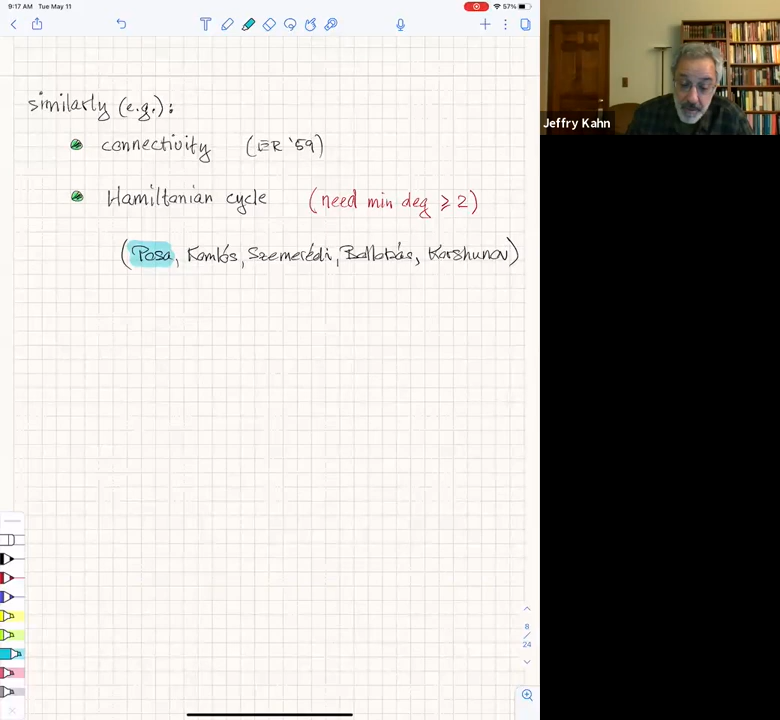 9:17 AM Tue May 11
57%
T
Jeffry Kahn
similarly (e.g.):
connectivity (ER '59)
Hamiltonian cycle (need min deg ⩾ 2)
(Posa, Komlós, Szemerédi, Bollobás, Korshunov)
8
/
24